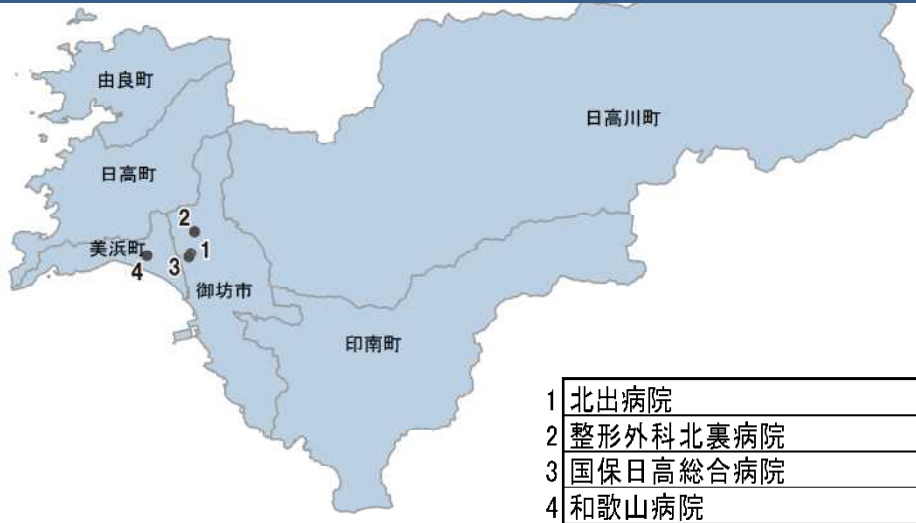 由良町
日高川町
日高町
2
美浜町
1
3
4
御坊市
印南町
1 北出病院
2 整形外科北裏病院
3 国保日高総合病院
4 和歌山病院